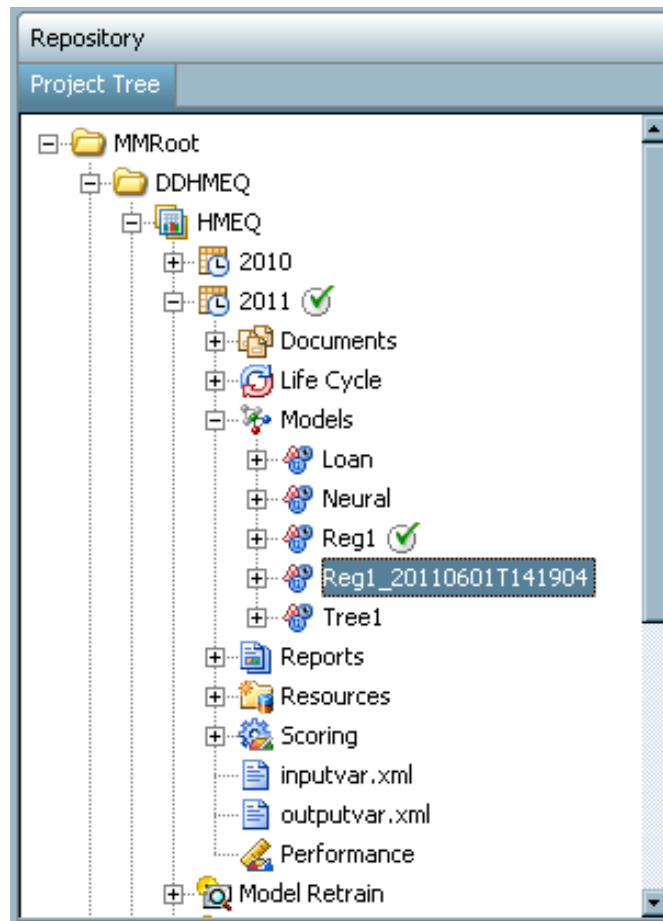 Repository
Project Tree
MMRoot
DDHMEQ
HMEQ
2010
2011
Documents
Life Cycle
Models
Loan
Neural
Reg1
Reg1_20110601T141904
Tree1
Reports
Resources
Scoring
inputvar.xml
outputvar.xml
Performance
Model Retrain